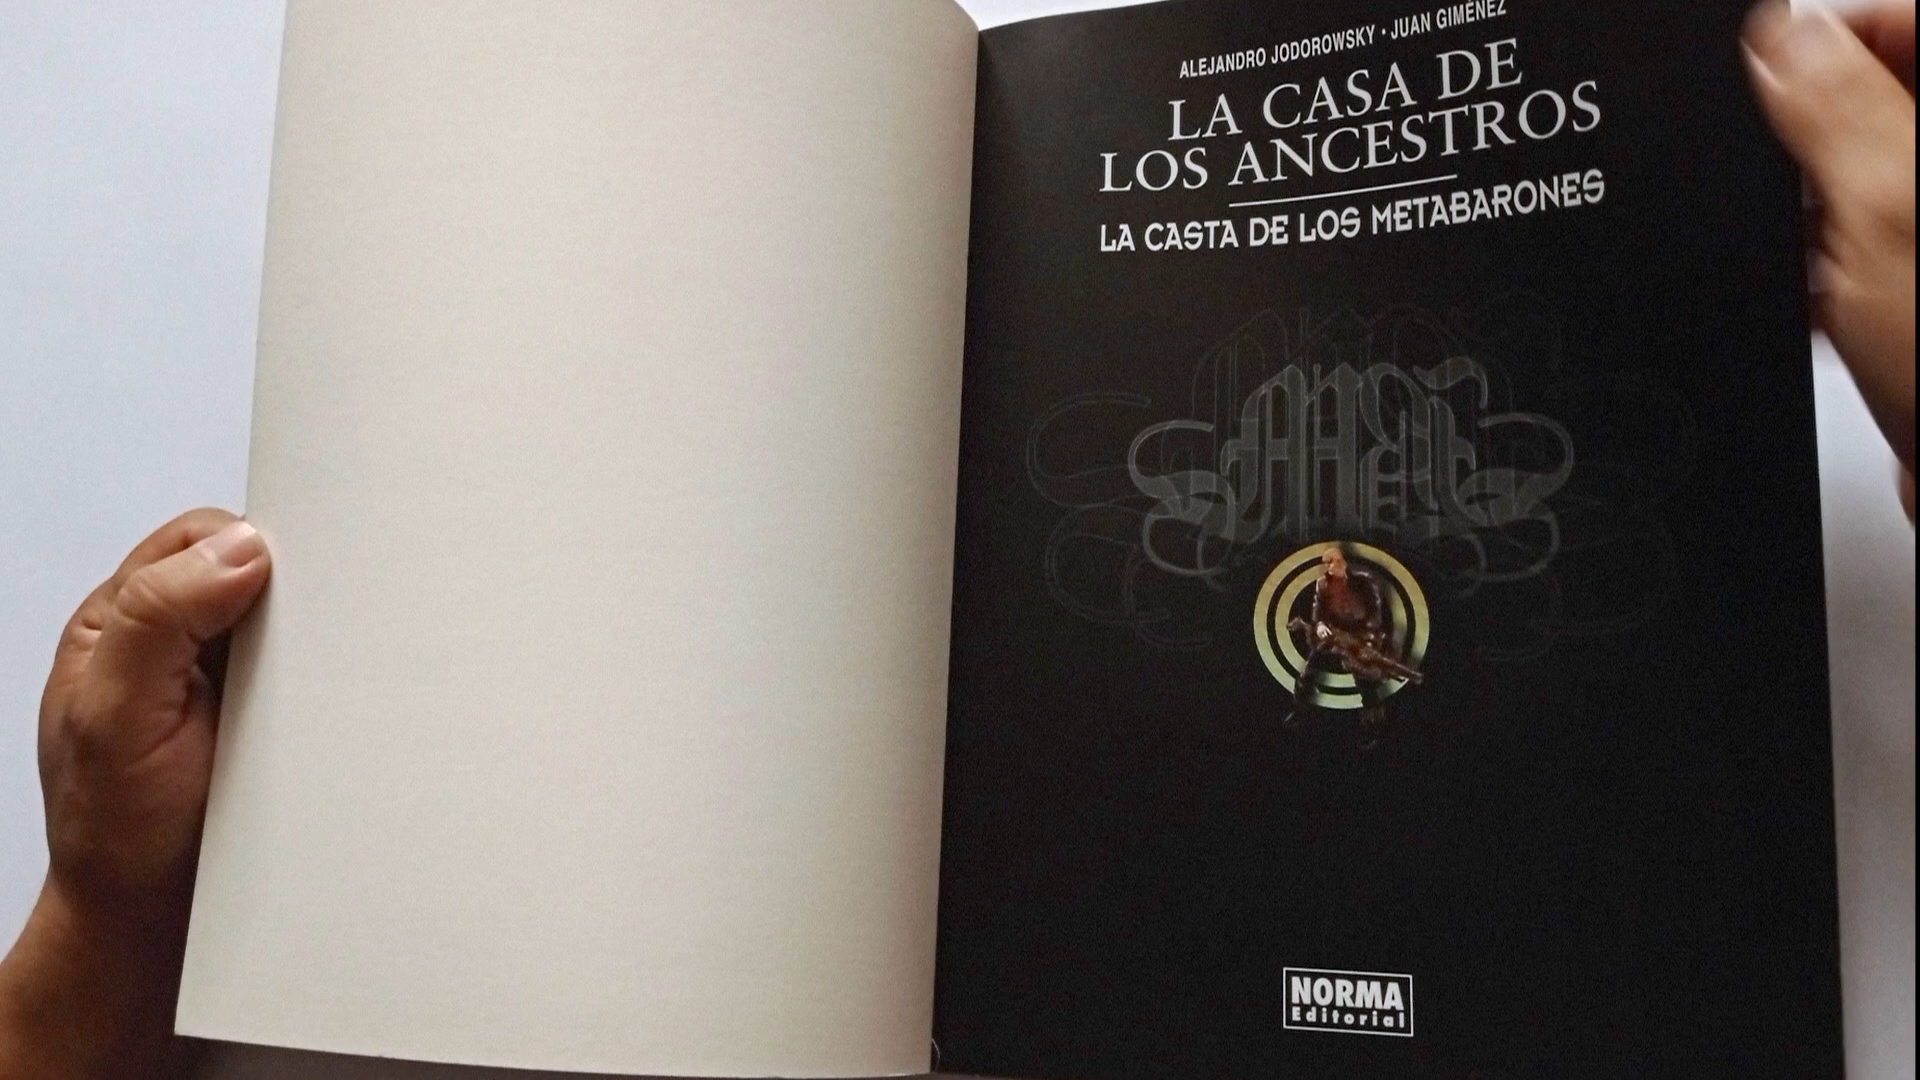 ALEJANDRO JODOROWSKY • JUAN GIMÉNEZ
LA CASA DE
LOS ANCESTROS
LA CASTA DE LOS METABARONES
NORMA
Editorial